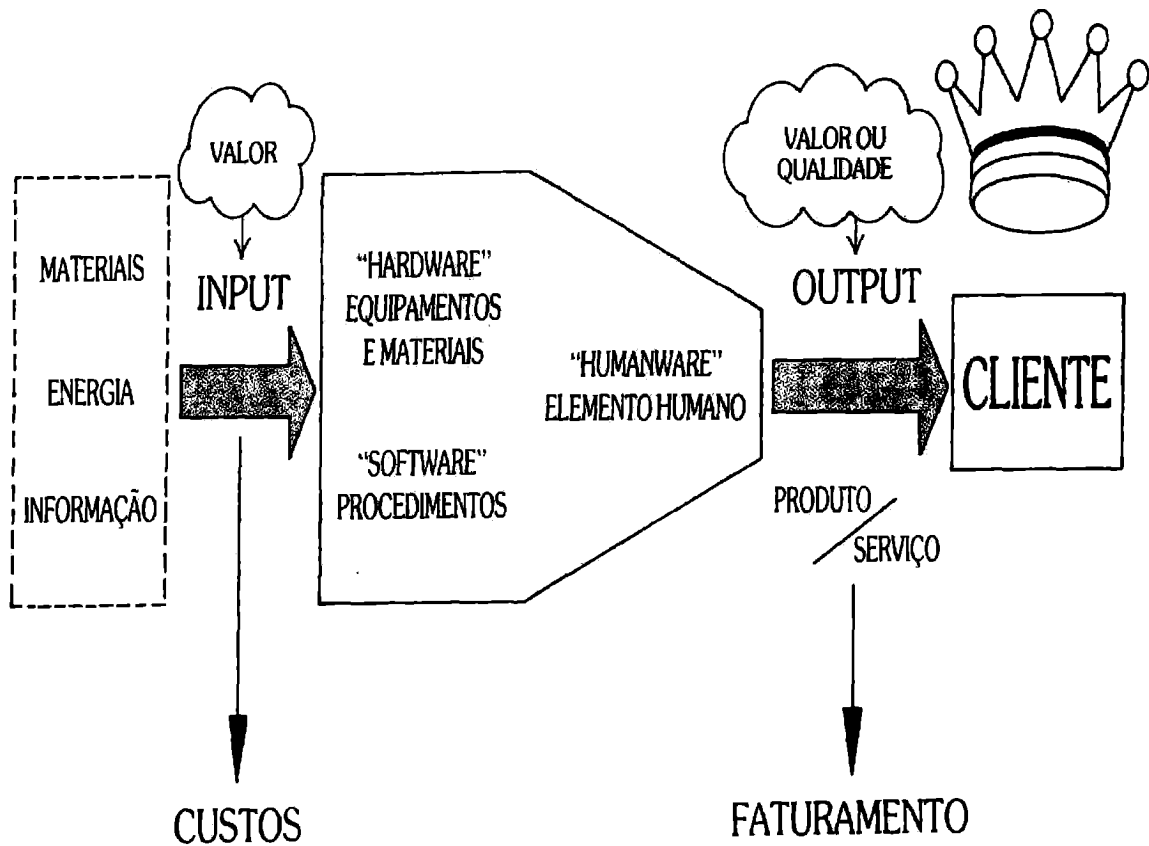 VALOR
VALOR OU
QUALIDADE
MATERIAIS
ENERGIA
INFORMAÇÃO
INPUT
"HARDWARE"
EQUIPAMENTOS
E MATERIAIS
"SOFTWARE"
PROCEDIMENTOS
"HUMANWARE"
ELEMENTO HUMANO
OUTPUT
CLIENTE
PRODUTO
SERVIÇO
CUSTOS
FATURAMENTO